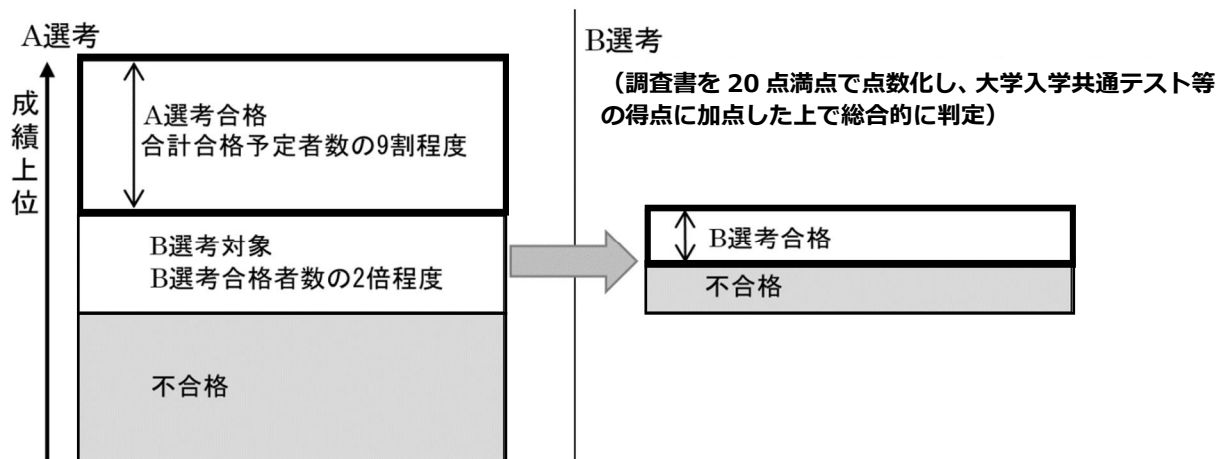 A選考
成績上位
A選考合格
合計合格予定者数の9割程度
B選考対象
B選考合格者数の2倍程度
不合格
B選考
（調査書を 20 点満点で点数化し、大学入学共通テスト等
の得点に加点した上で総合的に判定）
B選考合格
不合格